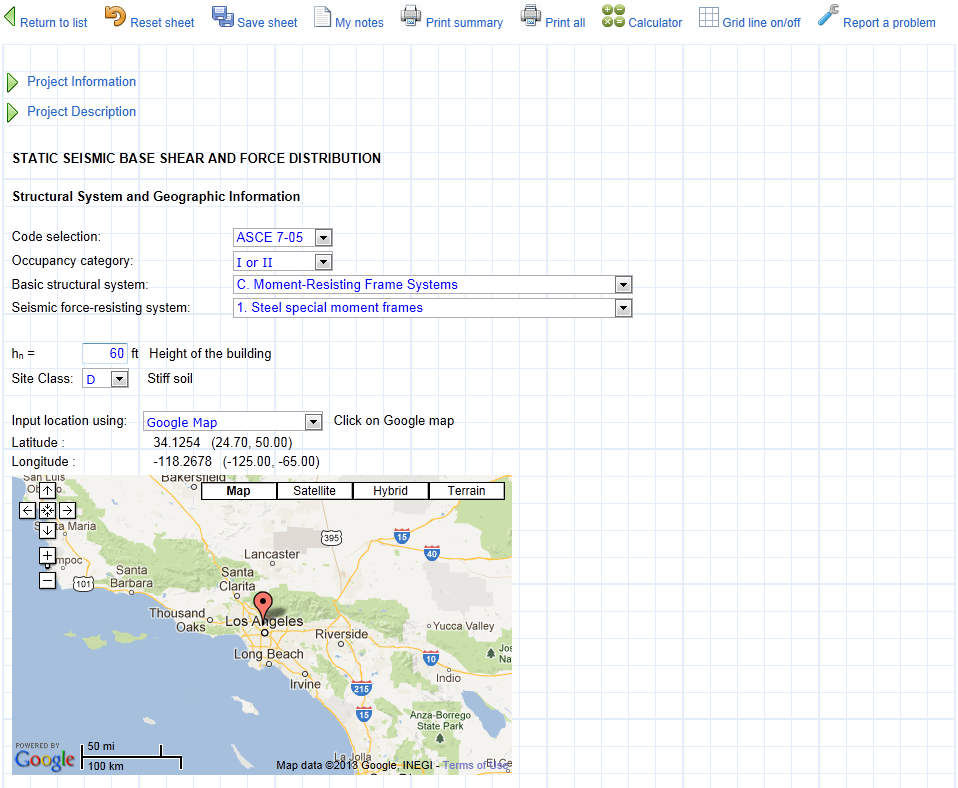 Return to list Reset sheet Save sheet My notes Print summary Print all Calculator Grid line on/off Report a problem
Project Information
Project Description
STATIC SEISMIC BASE SHEAR AND FORCE DISTRIBUTION
Structural System and Geographic Information
Code selection: ASCE 7-05
Occupancy category: I or II
Basic structural system: C. Moment-Resisting Frame Systems
Seismic force-resisting system: 1. Steel special moment frames
hn = 60 ft Height of the building
Site Class: D Stiff soil
Input location using: Google Map Click on Google map
Latitude : 34.1254 (24.70, 50.00)
Longitude : -118.2678 (-125.00, -65.00)
San Luis
Bakersfield
Map Satellite Hybrid Terrain
Maria
395
15
40
Lancaster
101
Santa
Barbara
Santa
Clarita
Thousand
Oaks
Los Angeles
Riverside
Yucca Valley
Long Beach
10
Irvine
Indio
215
15
Anza-Borrego
State Park
POWERED BY
Google
50 mi
100 km
La Jolla
Map data ©2013 Google, INEGI - Terms of Use